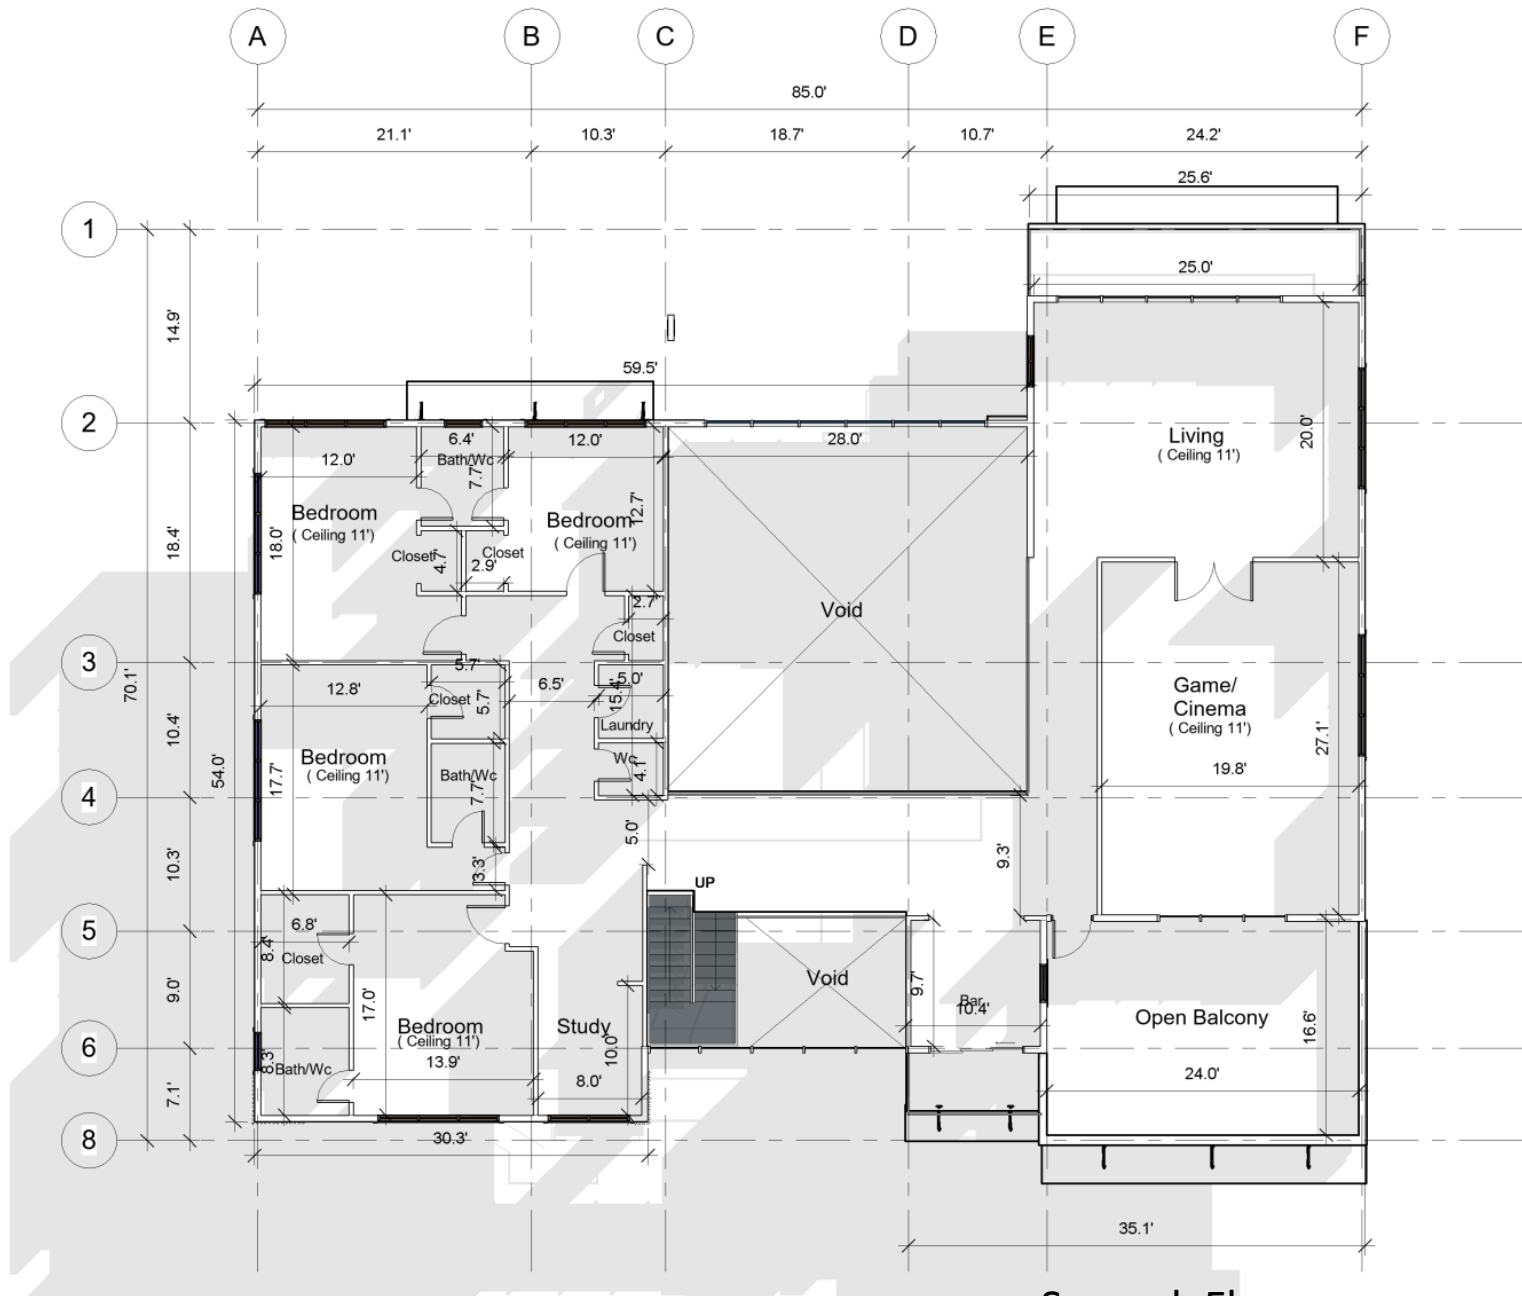 A
B
C
D
E
F
85.0'
21.1'
10.3'
18.7'
10.7'
24.2'
25.6'
1
25.0'
14.9'
59.5'
2
6.4'
12.0'
28.0'
Bath/Wc
12.0'
7.7'
Living
( Ceiling 11')
20.0'
Bedroom
( Ceiling 11')
18.0'
12.7'
Bedroom
( Ceiling 11')
18.4'
Closet
4.7'
Closet
2.9'
2.7'
Void
Closet
3
5.7'
12.8'
6.5'
5.0'
70.1'
Closet
5.7'
15.4'
Game/
Cinema
( Ceiling 11')
10.4'
Laundry
27.1'
Bedroom
( Ceiling 11')
54.0'
17.7'
Bath/Wc
7.7'
Wc
4.1'
19.8'
4
5.0'
9.3'
10.3'
3.3'
UP
6.8'
5
8.4'
Closet
Void
9.7'
9.0'
17.0'
Bar
10.4'
Open Balcony
16.6'
Bedroom
( Ceiling 11')
Study
10.0'
6
13.9'
8.3'
Bath/Wc
8.0'
24.0'
7.1'
30.3'
8
35.1'